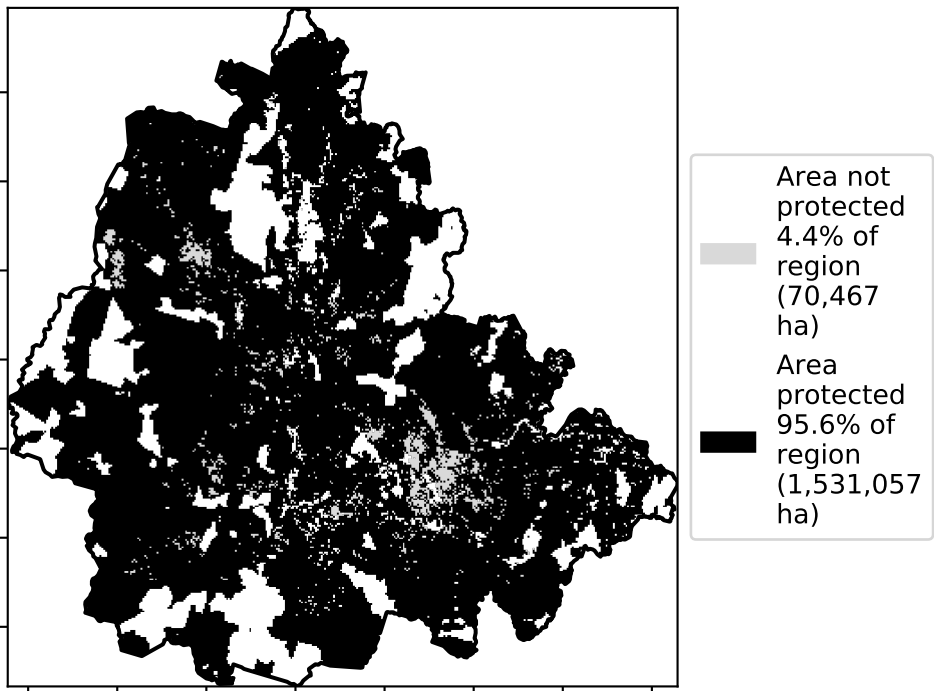 Area not
protected
4.4% of
region
(70,467
ha)
Area
protected
95.6% of
region
(1,531,057
ha)